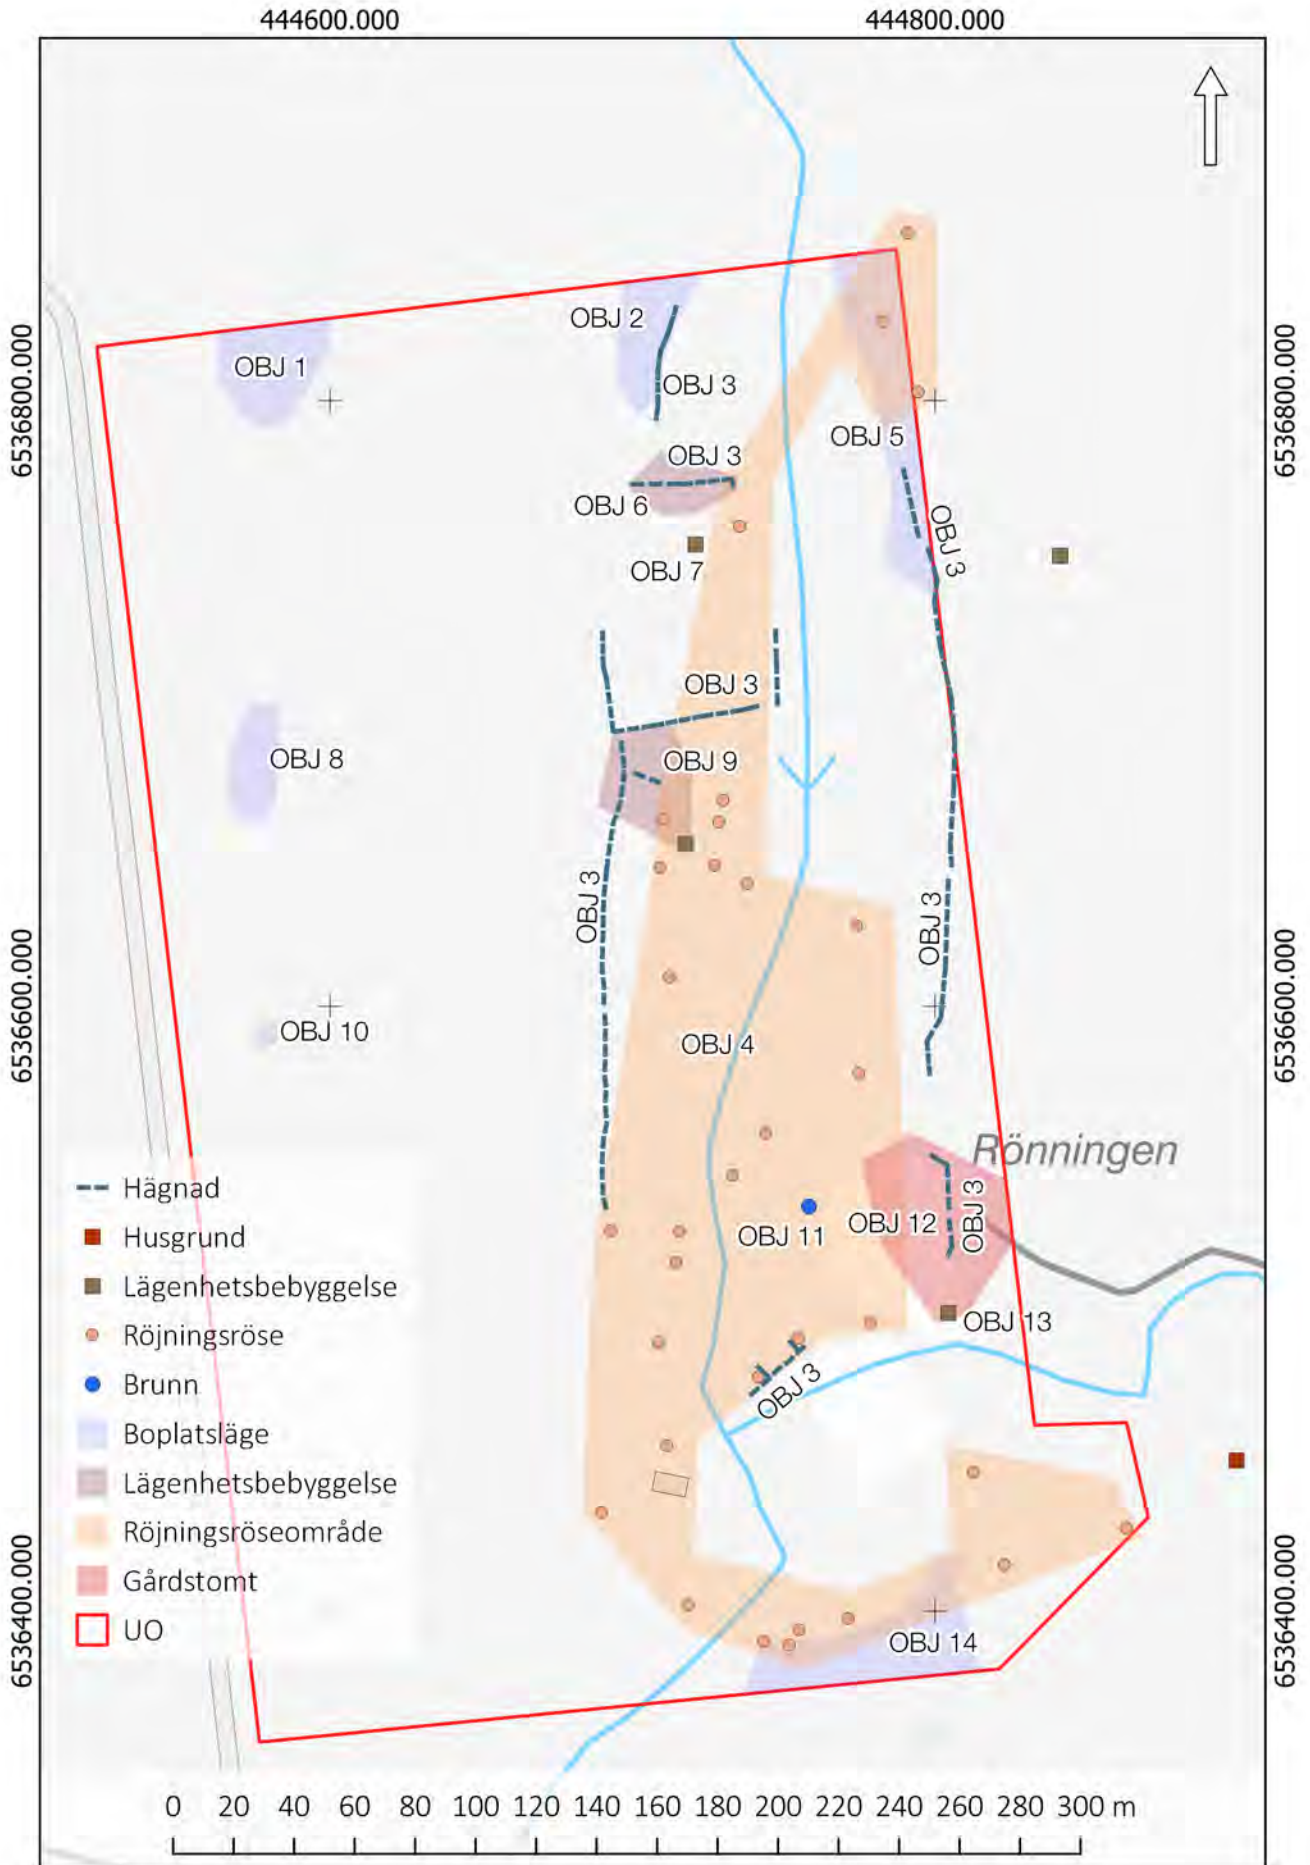 444600.000 444800.000
OBJ 2
6536800.000
OBJ 1
OBJ 3
6536800.000
OBJ 5
OBJ 3
OBJ 6
OBJ 3
OBJ 7
OBJ 3
OBJ 8
OBJ 9
OBJ 3
OBJ 3
6536600.000
OBJ 10
OBJ 4
6536600.000
Rönningen
OBJ 3
OBJ 12
OBJ 11
OBJ 13
OBJ 3
Hägnad
Husgrund
Lägenhetsbebyggelse
Röjningsröse
Brunn
Boplatsläge
Lägenhetsbebyggelse
Röjningsröseområde
Gårdstomt
UO
6536400.000
OBJ 14
6536400.000
0 20 40 60 80 100 120 140 160 180 200 220 240 260 280 300 m